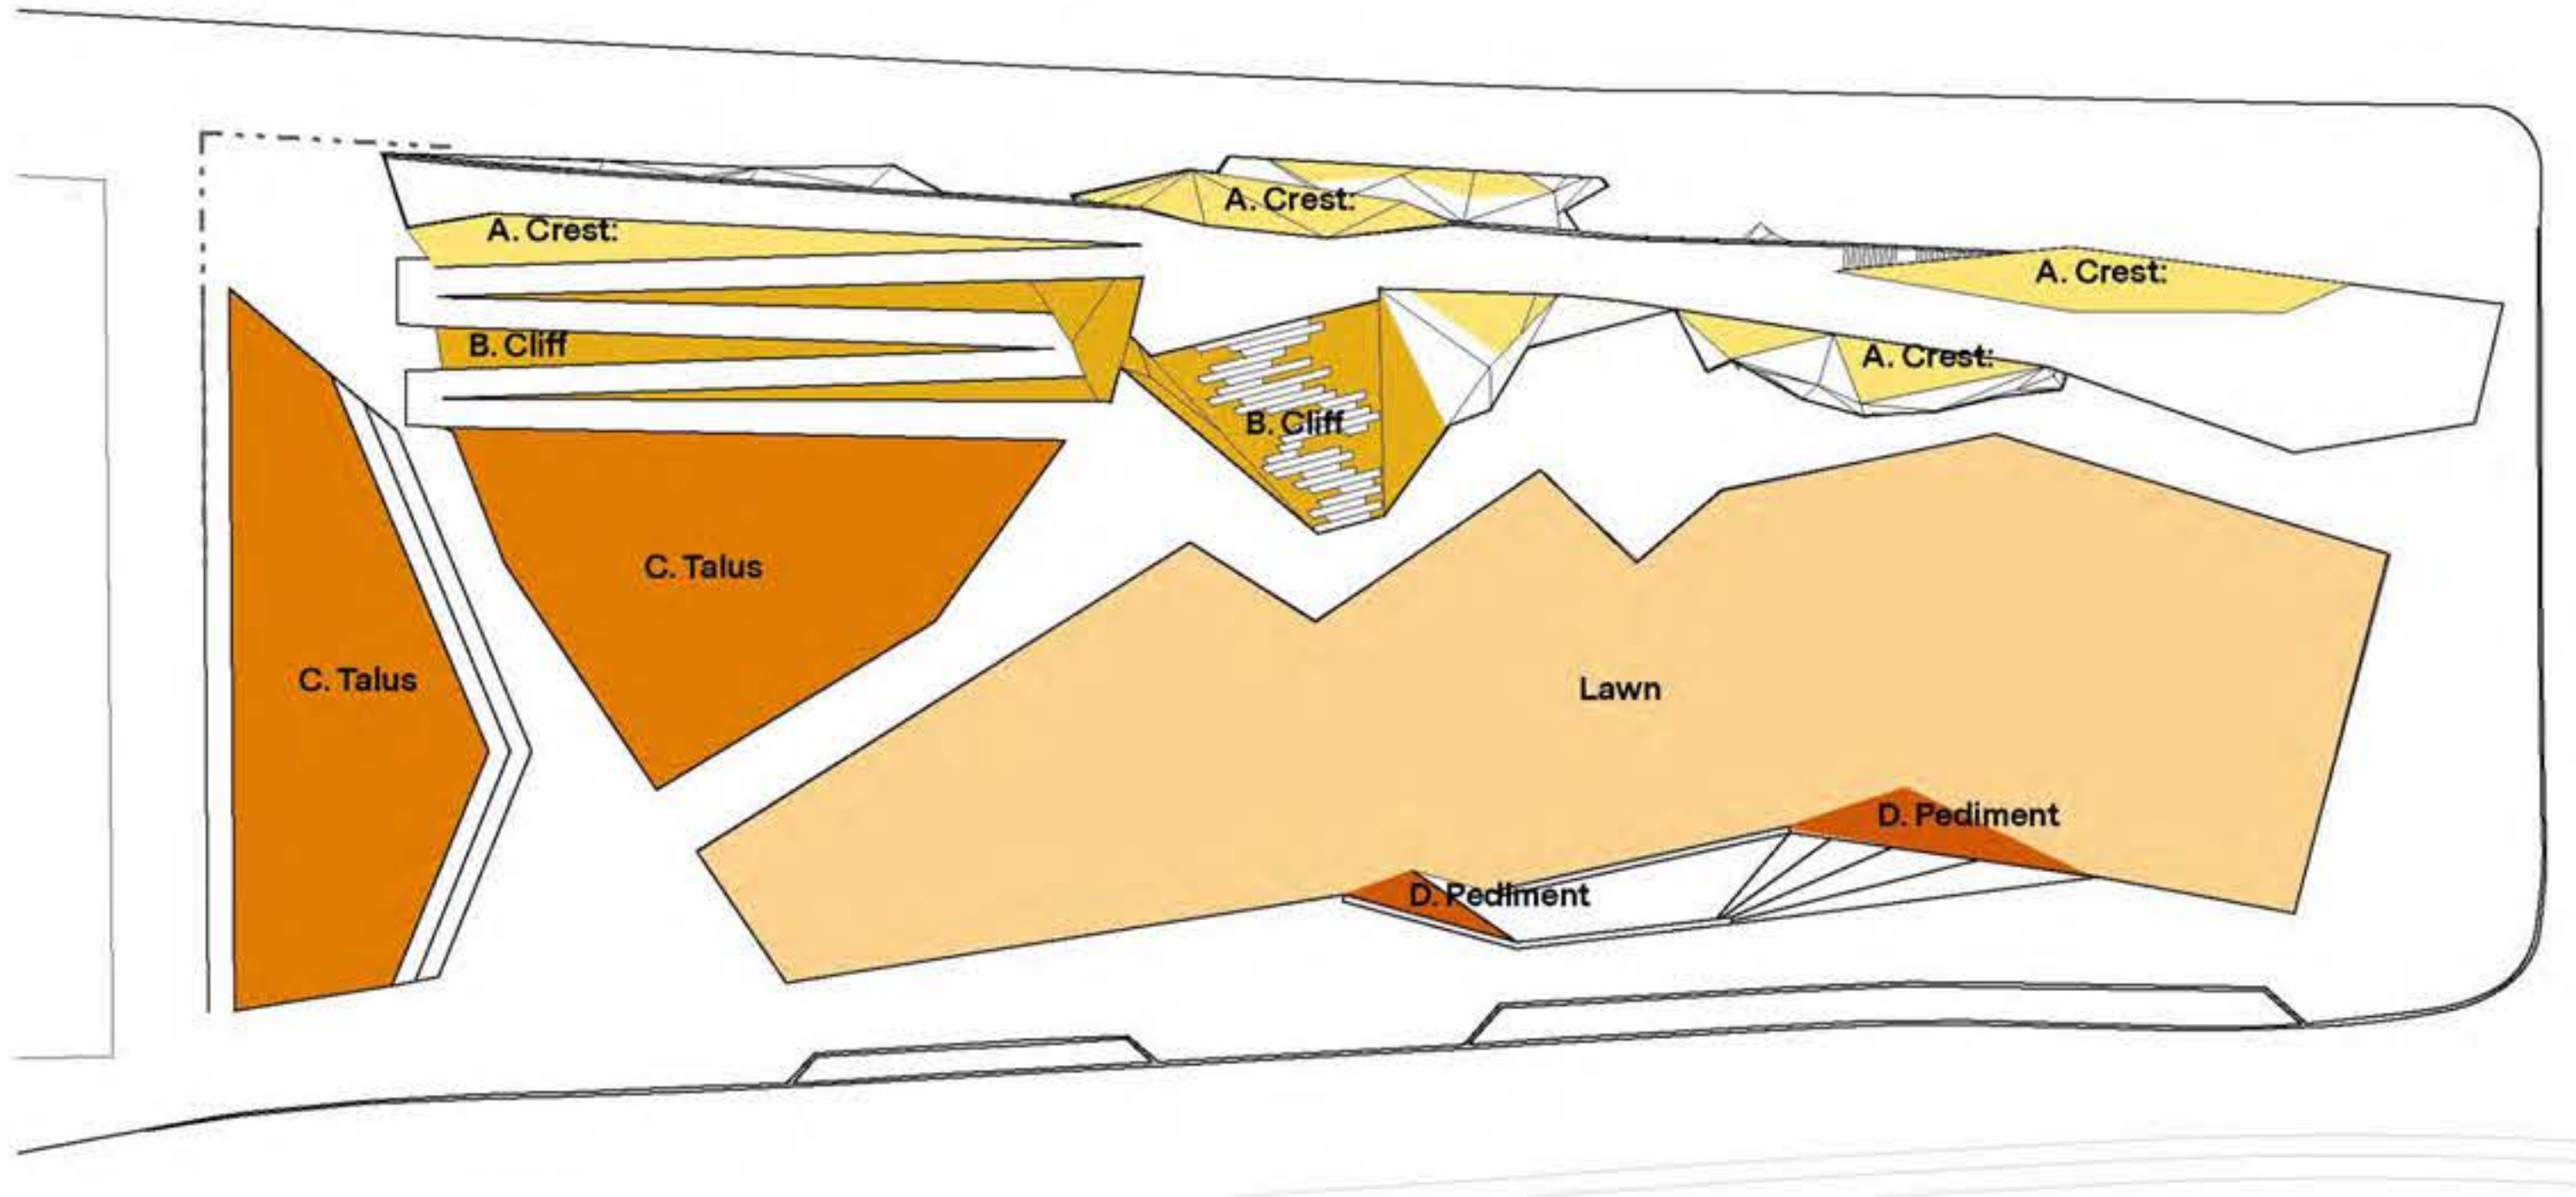 A. Crest:
A. Crest:
A. Crest:
B. Cliff
A. Crest:
B. Cliff
C. Talus
C. Talus
Lawn
D. Pediment
D. Pediment